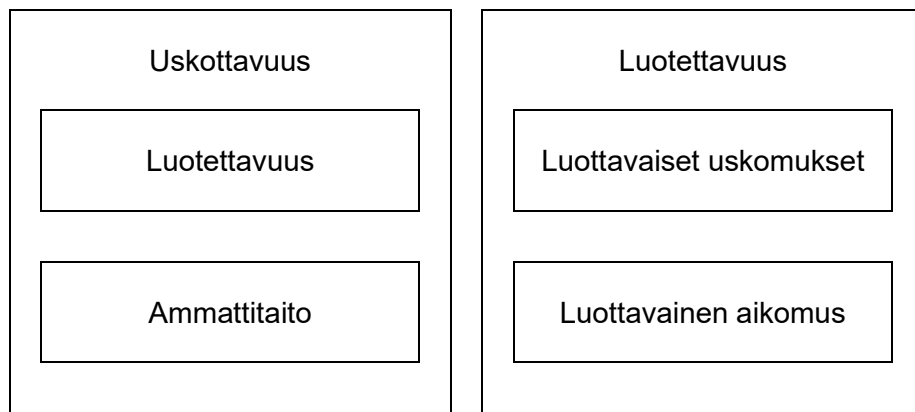 Uskottavuus
Luotettavuus
Ammattitaito
Luotettavuus
Luottavaiset uskomukset
Luottavainen aikomus